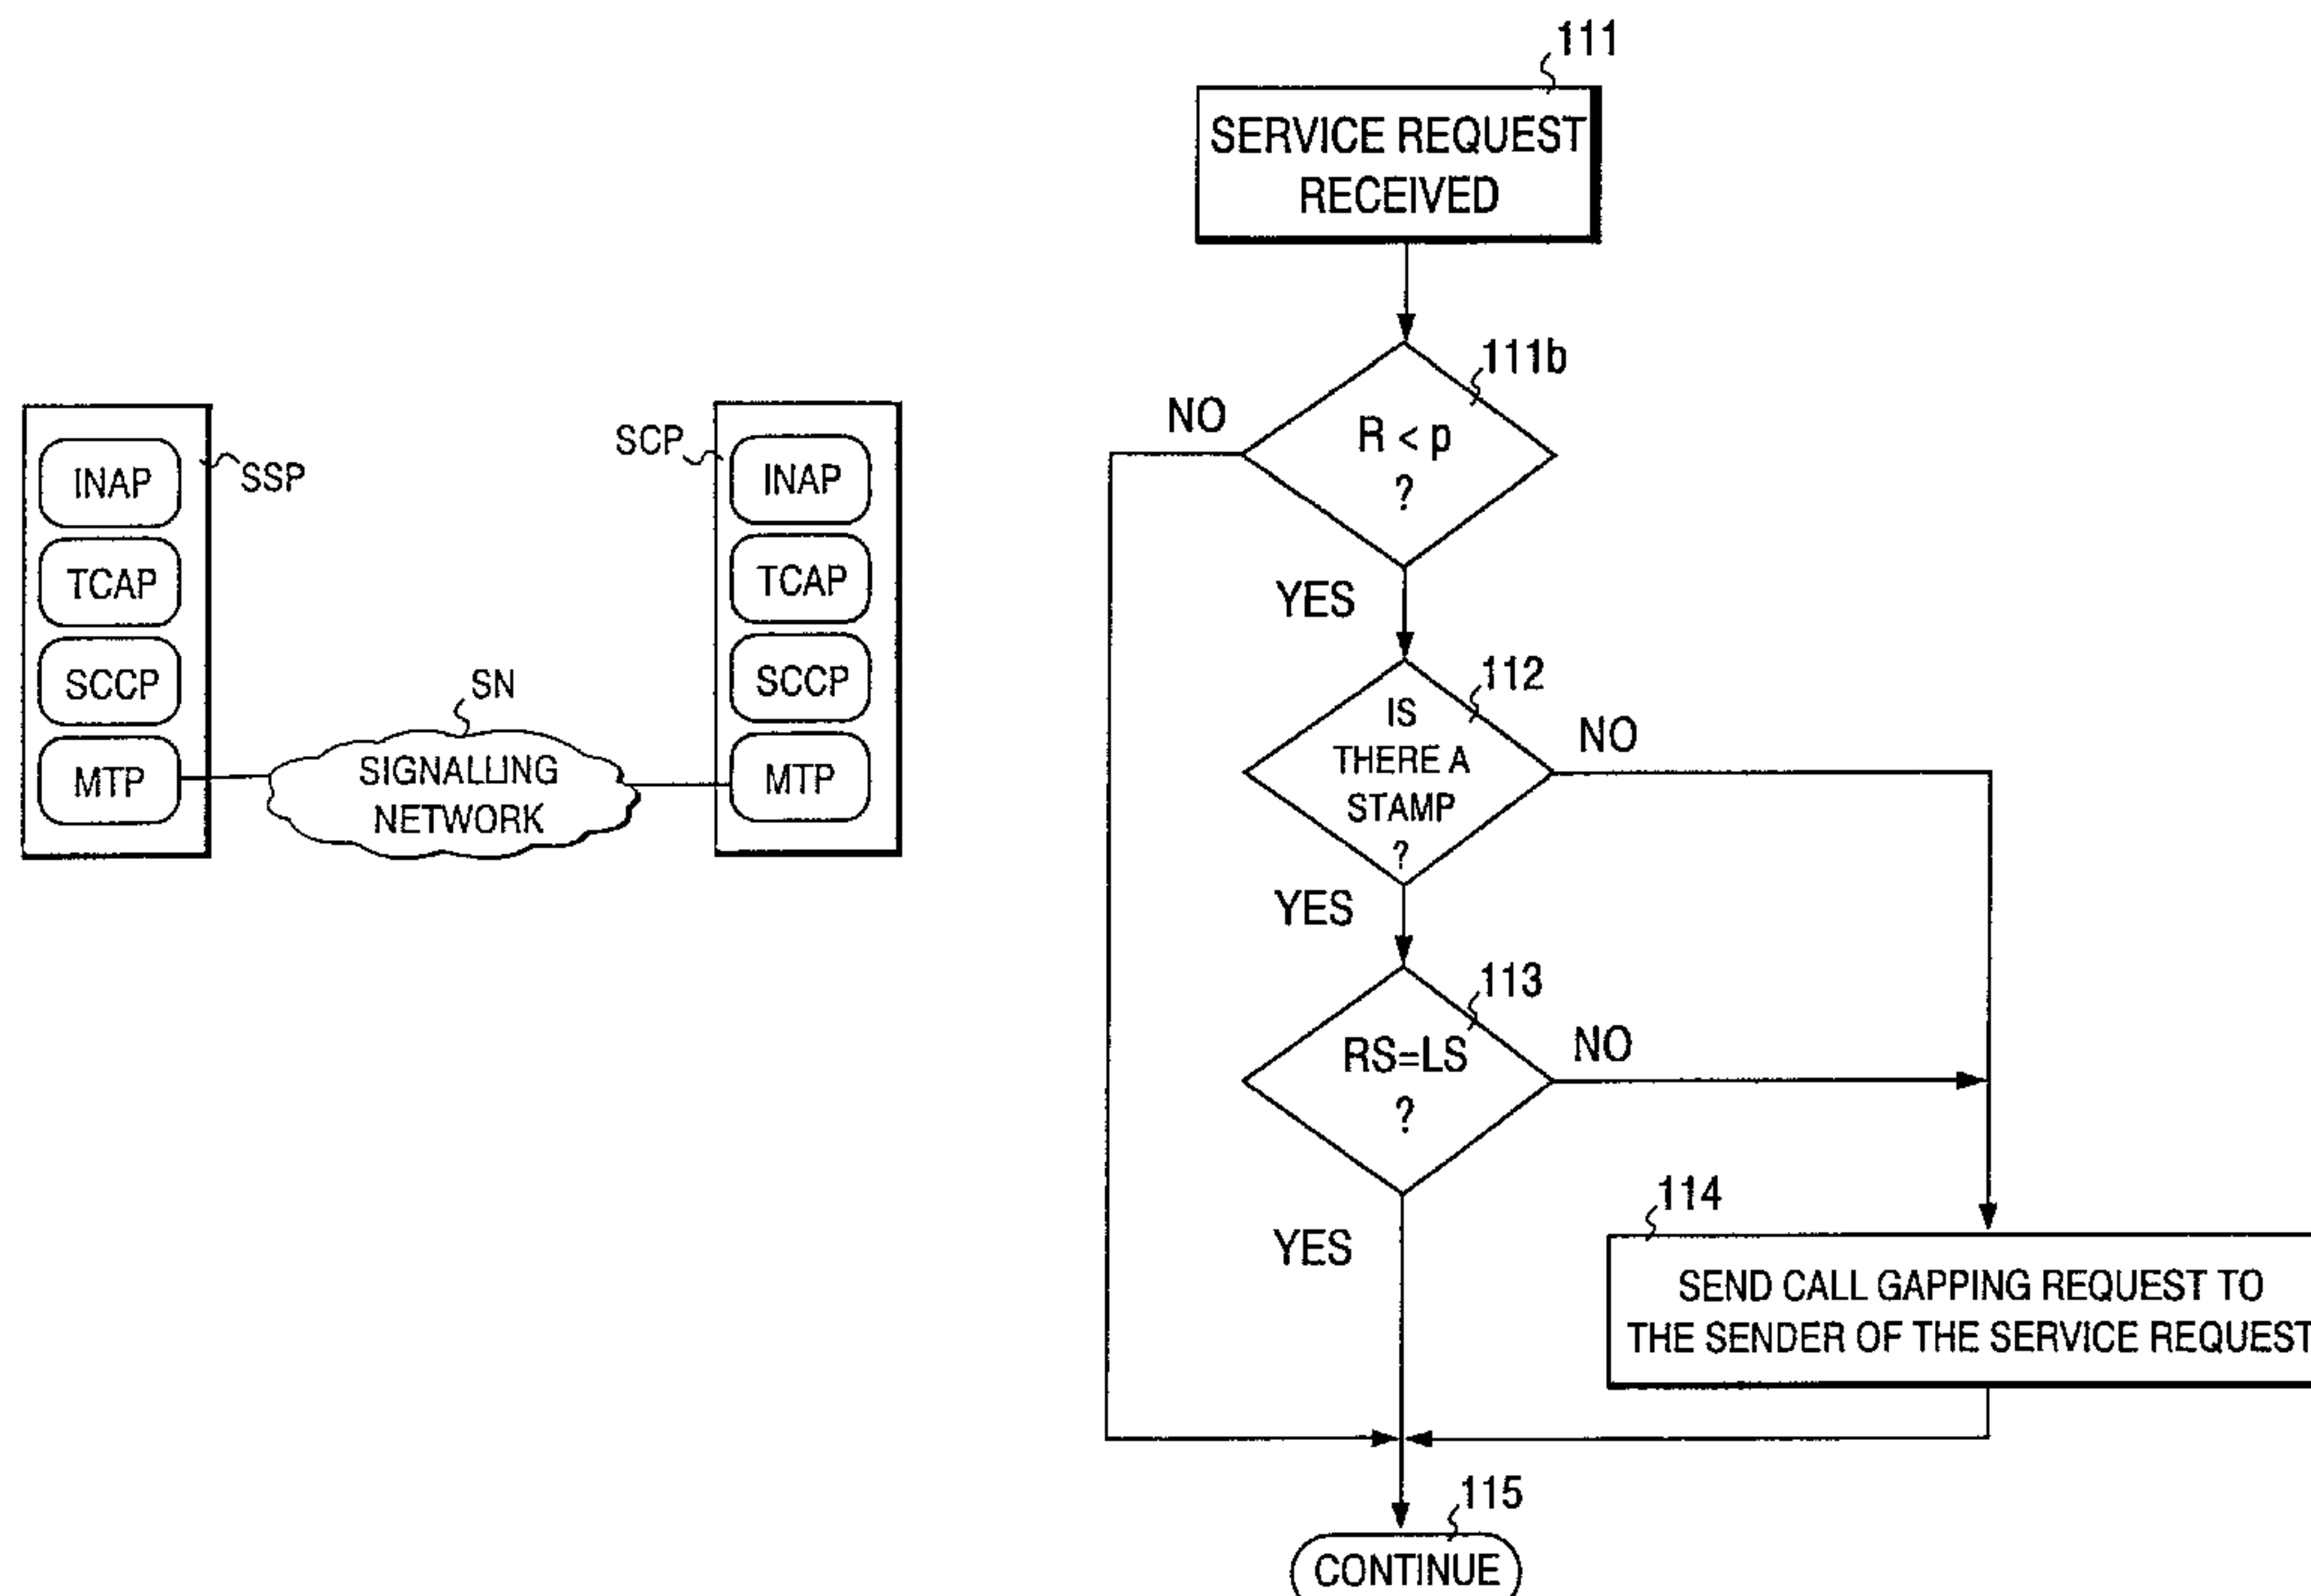 INAP
TCAP
SCCP
MTP
SSP
SN
SIGNALLING
NETWORK
SCP
INAP
TCAP
SCCP
MTP
111
SERVICE REQUEST
RECEIVED
111b
R < p
?
NO
YES
112
IS
THERE A
STAMP
?
NO
YES
113
RS=LS
?
NO
YES
114
SEND CALL GAPPING REQUEST TO
THE SENDER OF THE SERVICE REQUEST
115
CONTINUE